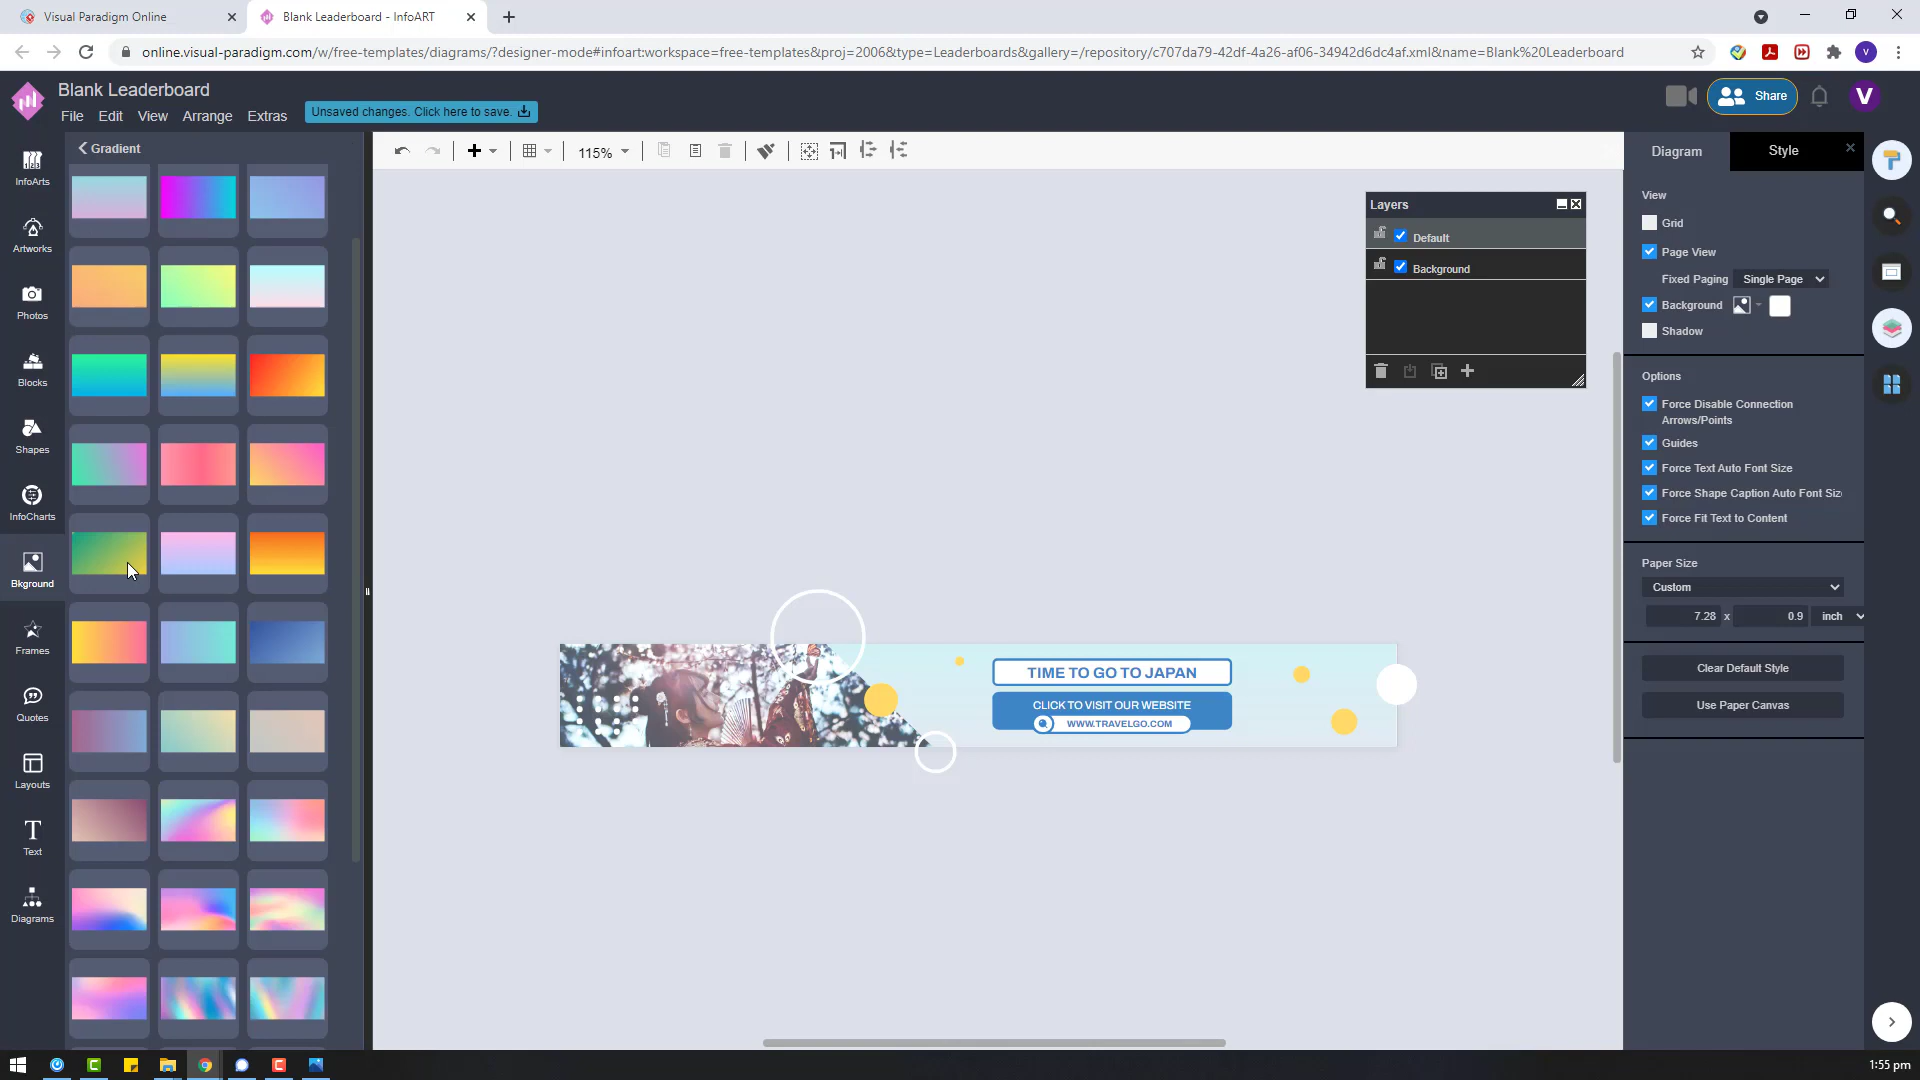 Visual Paradigm Online
Blank Leaderboard - InfoART
online.visual-paradigm.com/w/free-templates/diagrams/?designer-mode#infoart:workspace=free-templates&proj=2006&type=Leaderboards&gallery=/repository/c707da79-42df-4a26-af06-34942d6dc4af.xml&name=Blank%20Leaderboard
V
Blank Leaderboard
File Edit View Arrange Extras
Unsaved changes. Click here to save.
Share
V
InfoArts
Artworks
Photos
Blocks
Shapes
InfoCharts
Bkground
Frames
Quotes
Layouts
T
Text
Diagrams
Gradient
115%
Layers
Default
Background
TIME TO GO TO JAPAN
CLICK TO VISIT OUR WEBSITE
WWW.TRAVELGO.COM
Diagram
Style
View
Grid
Page View
Fixed Paging Single Page
Background
Shadow
Options
Force Disable Connection
Arrows/Points
Guides
Force Text Auto Font Size
Force Shape Caption Auto Font Siz
Force Fit Text to Content
Paper Size
Custom
7.28 x 0.9 inch
Clear Default Style
Use Paper Canvas
1:55 pm